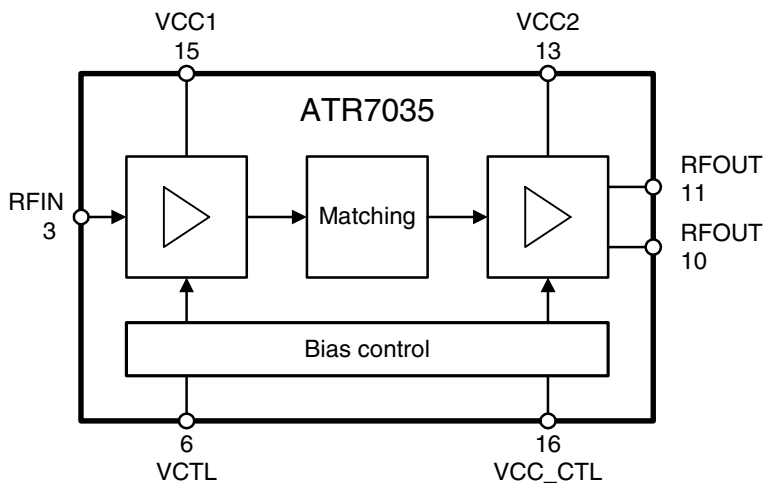 VCC1
15
VCC2
13
ATR7035
RFIN
3
Matching
RFOUT
11
RFOUT
10
Bias control
6
VCTL
16
VCC_CTL